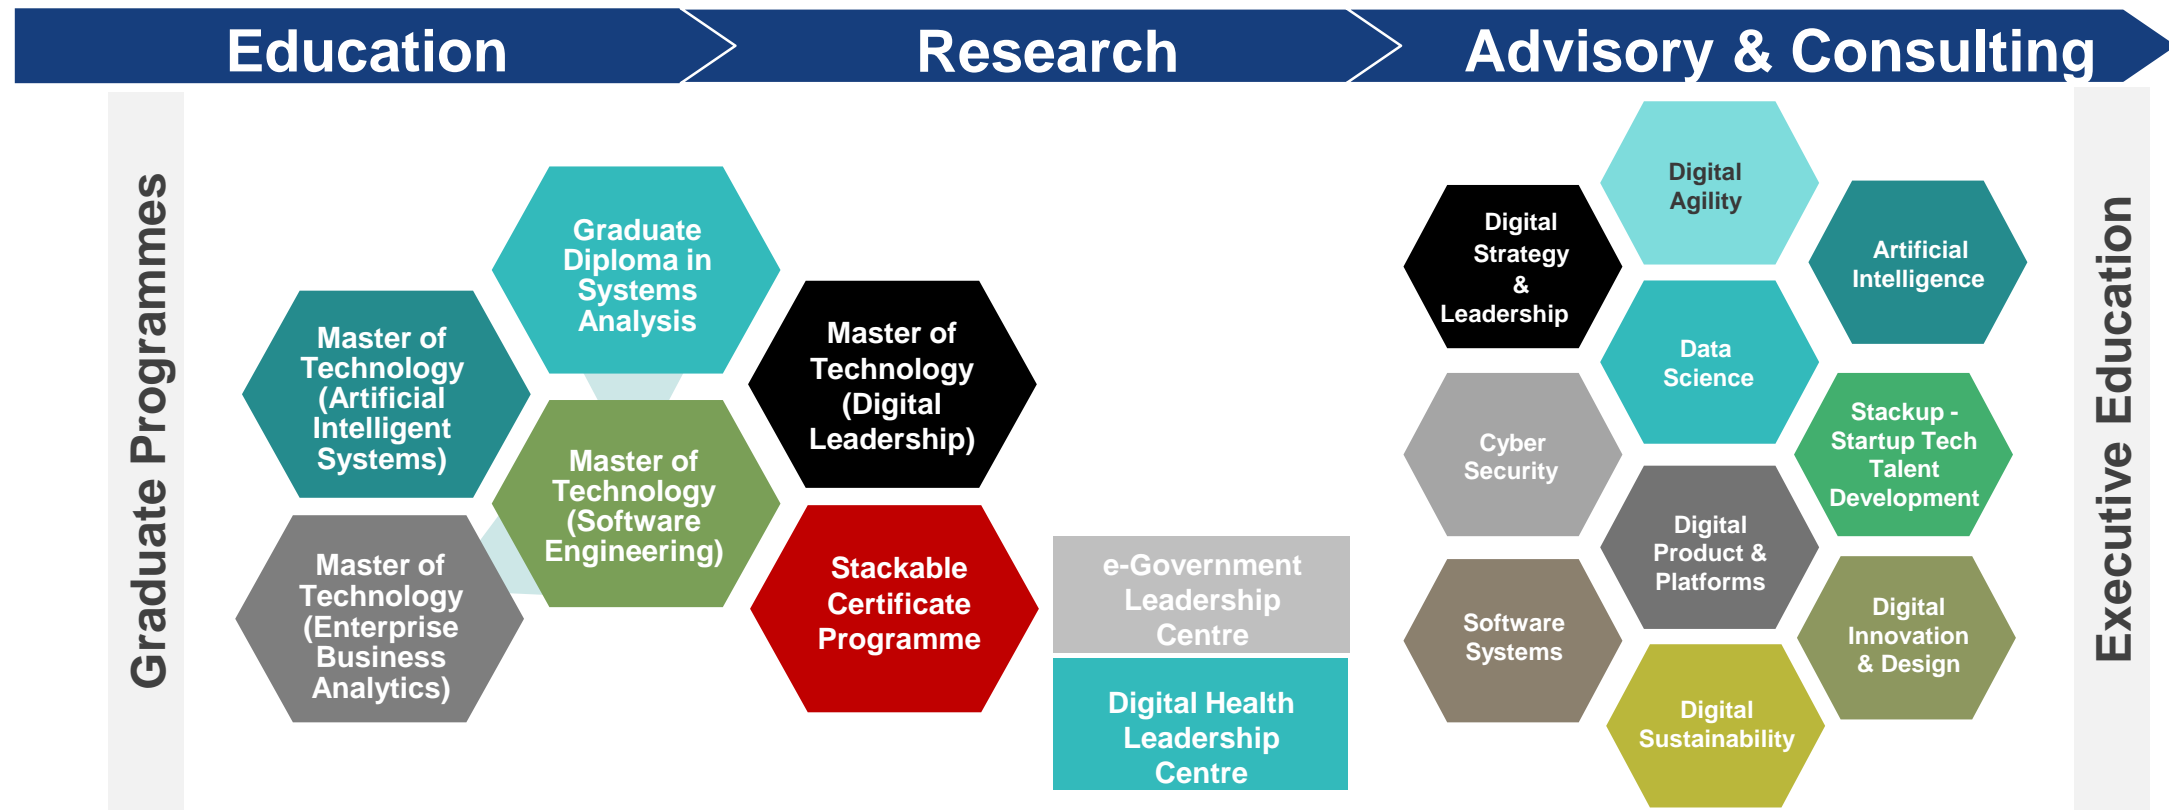 Education
Research
Advisory & Consulting
Graduate Programmes
Graduate
Diploma in
Systems
Analysis
Master of
Technology
(Artificial
Intelligent
Systems)
Master of
Technology
(Digital
Leadership)
Master of
Technology
(Software
Engineering)
Master of
Technology
(Enterprise
Business
Analytics)
Stackable
Certificate
Programme
e-Government
Leadership
Centre
Digital Health
Leadership
Centre
Digital
Agility
Digital
Strategy
&
Leadership
Artificial
Intelligence
Data
Science
Cyber
Security
Stackup -
Startup Tech
Talent
Development
Digital
Product &
Platforms
Software
Systems
Digital
Innovation
& Design
Digital
Sustainability
Executive Education